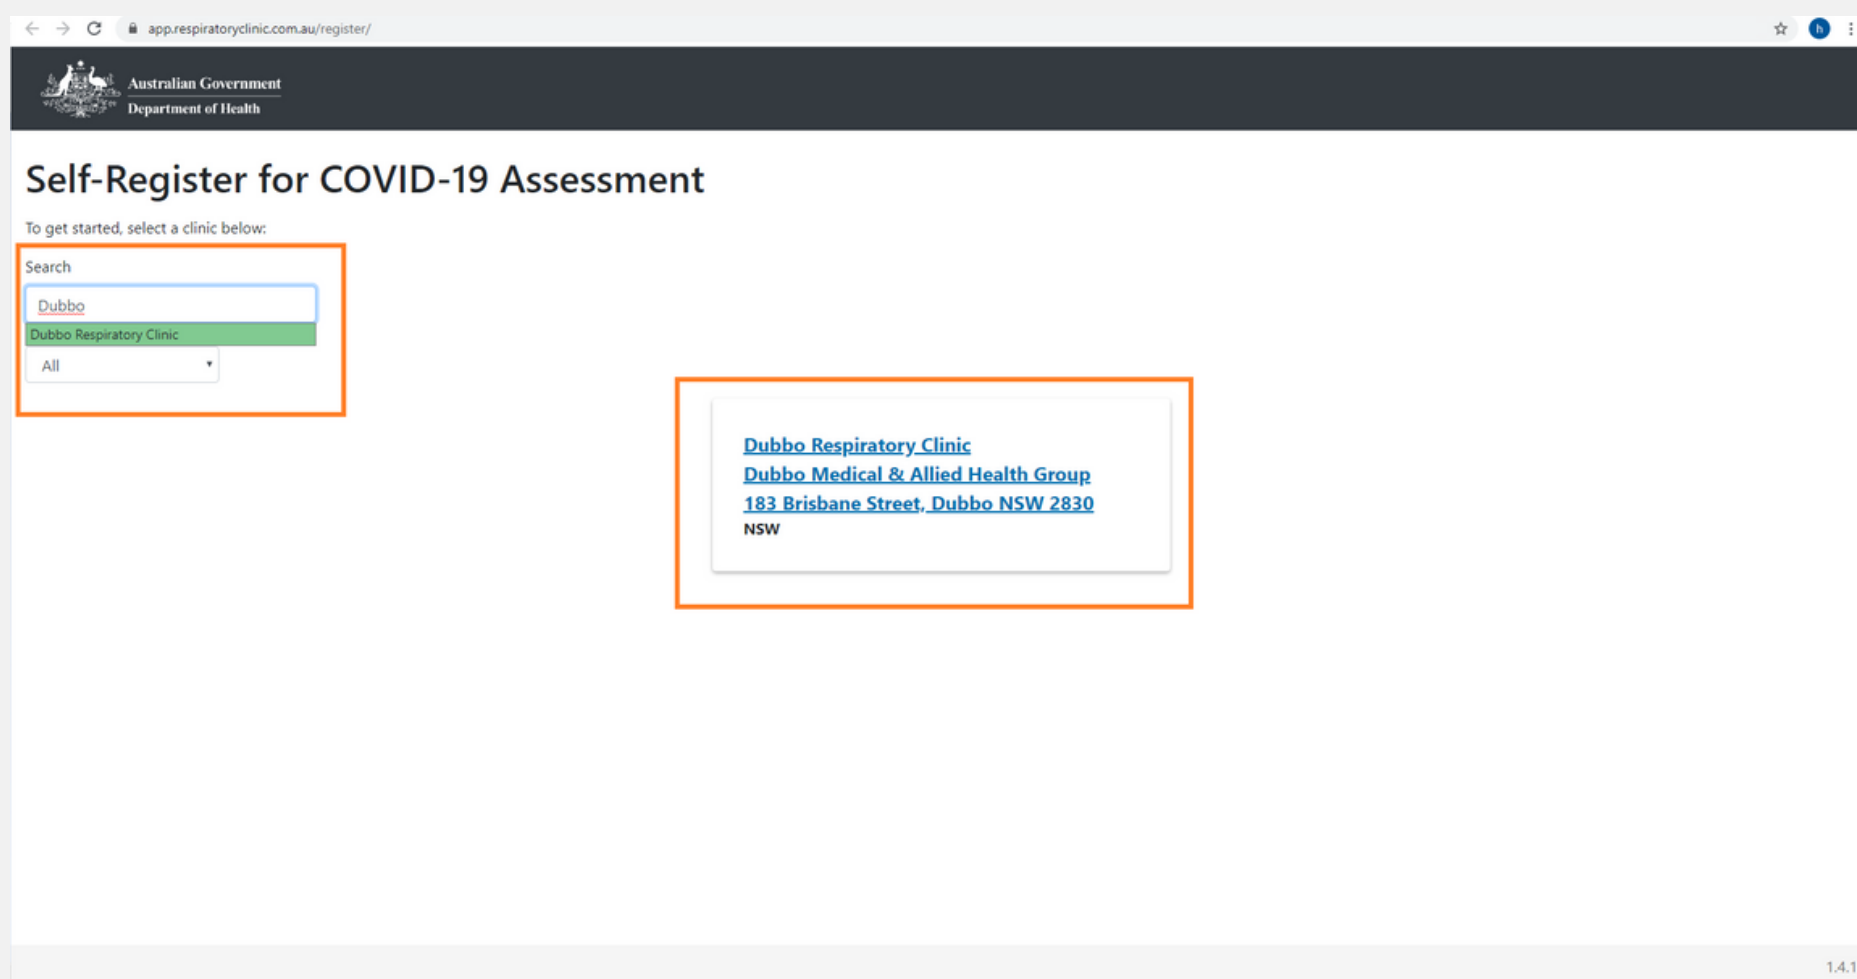 app.respiratoryclinic.com.au/register/
h
Australian Government
Department of Health
Self-Register for COVID-19 Assessment
To get started, select a clinic below:
Search
Dubbo
Dubbo Respiratory Clinic
All
Dubbo Respiratory Clinic
Dubbo Medical & Allied Health Group
183 Brisbane Street, Dubbo NSW 2830
NSW
1.4.1